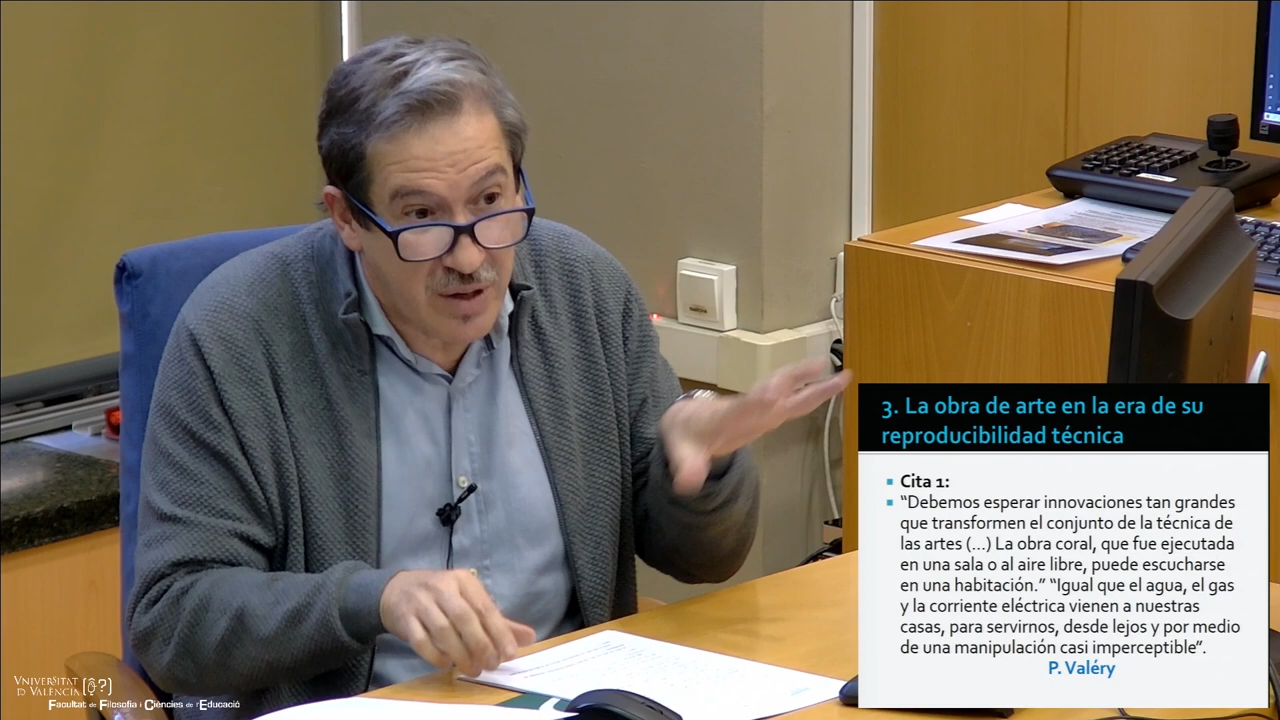 3. La obra de arte en la era de su
reproducibilidad técnica
Cita 1:
“Debemos esperar innovaciones tan grandes
que transformen el conjunto de la técnica de
las artes (...) La obra coral, que fue ejecutada
en una sala o al aire libre, puede escucharse
en una habitación.” “Igual que el agua, el gas
y la corriente eléctrica vienen a nuestras
casas, para servirnos, desde lejos y por medio
de una manipulación casi imperceptible”.
P. Valéry
VNIVERSITAT
D VALÈNCIA
Facultat de Filosofia i Ciències de l'Educació